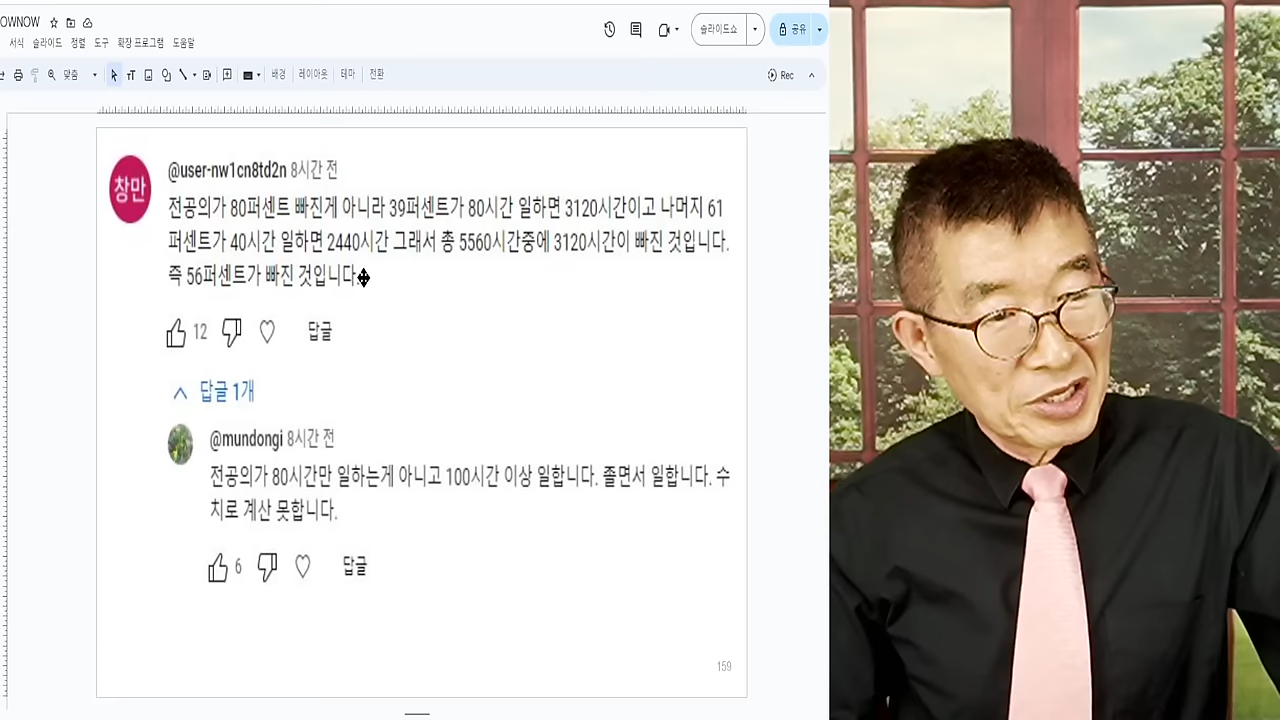 OWNOW
슬라이드쇼
공유
서식 슬라이드 정렬 도구 확장 프로그램 도움말
맞춤
배경 레이아웃 테마 전환
Rec
창만
@user-nw1cn8td2n 8시간 전
전공의가 80퍼센트 빠진게 아니라 39퍼센트가 80시간 일하면 3120시간이고 나머지 61
퍼센트가 40시간 일하면 2440시간 그래서 총 5560시간중에 3120시간이 빠진 것입니다.
즉 56퍼센트가 빠진 것입니다.
12 답글
답글 1개
@mundongi 8시간 전
전공의가 80시간만 일하는게 아니고 100시간 이상 일합니다. 졸면서 일합니다. 수
치로 계산 못합니다.
6 답글
159